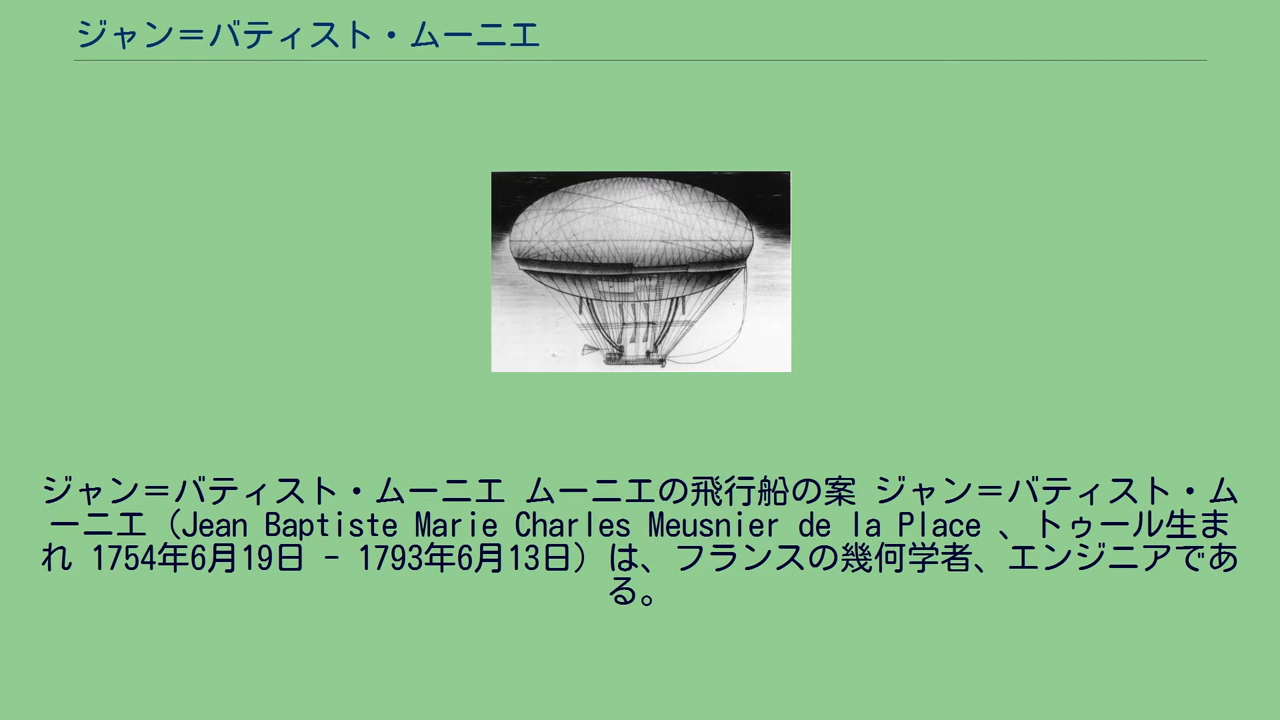 ジャン＝バティスト・ムーニエ
ジャン＝バティスト・ムーニエ ムーニエの飛行船の案 ジャン＝バティスト・ム
ーニエ（Jean Baptiste Marie Charles Meusnier de la Place 、トゥール生ま
れ 1754年6月19日 - 1793年6月13日）は、フランスの幾何学者、エンジニアであ
る。